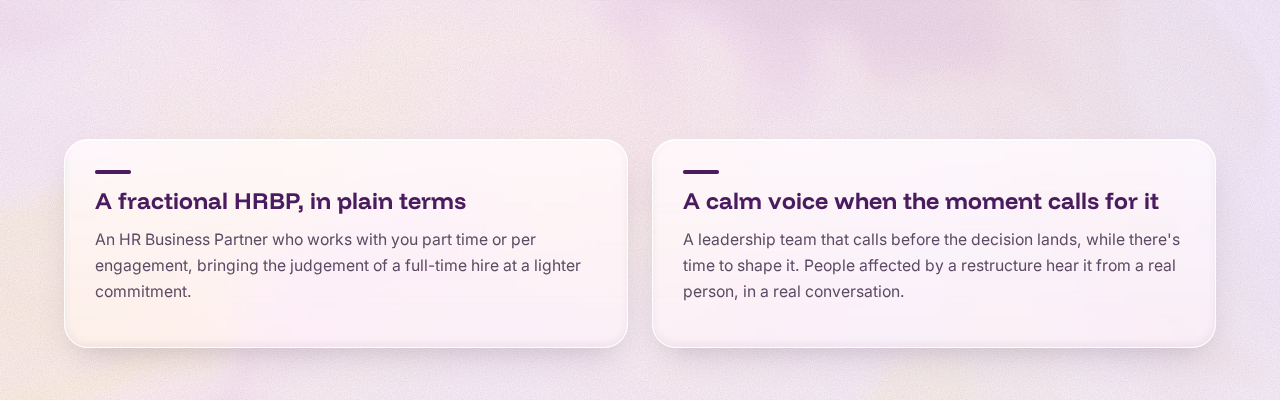 A fractional HRBP, in plain terms
An HR Business Partner who works with you part time or per
engagement, bringing the judgement of a full-time hire at a lighter
commitment.
A calm voice when the moment calls for it
A leadership team that calls before the decision lands, while there's
time to shape it. People affected by a restructure hear it from a real
person, in a real conversation.